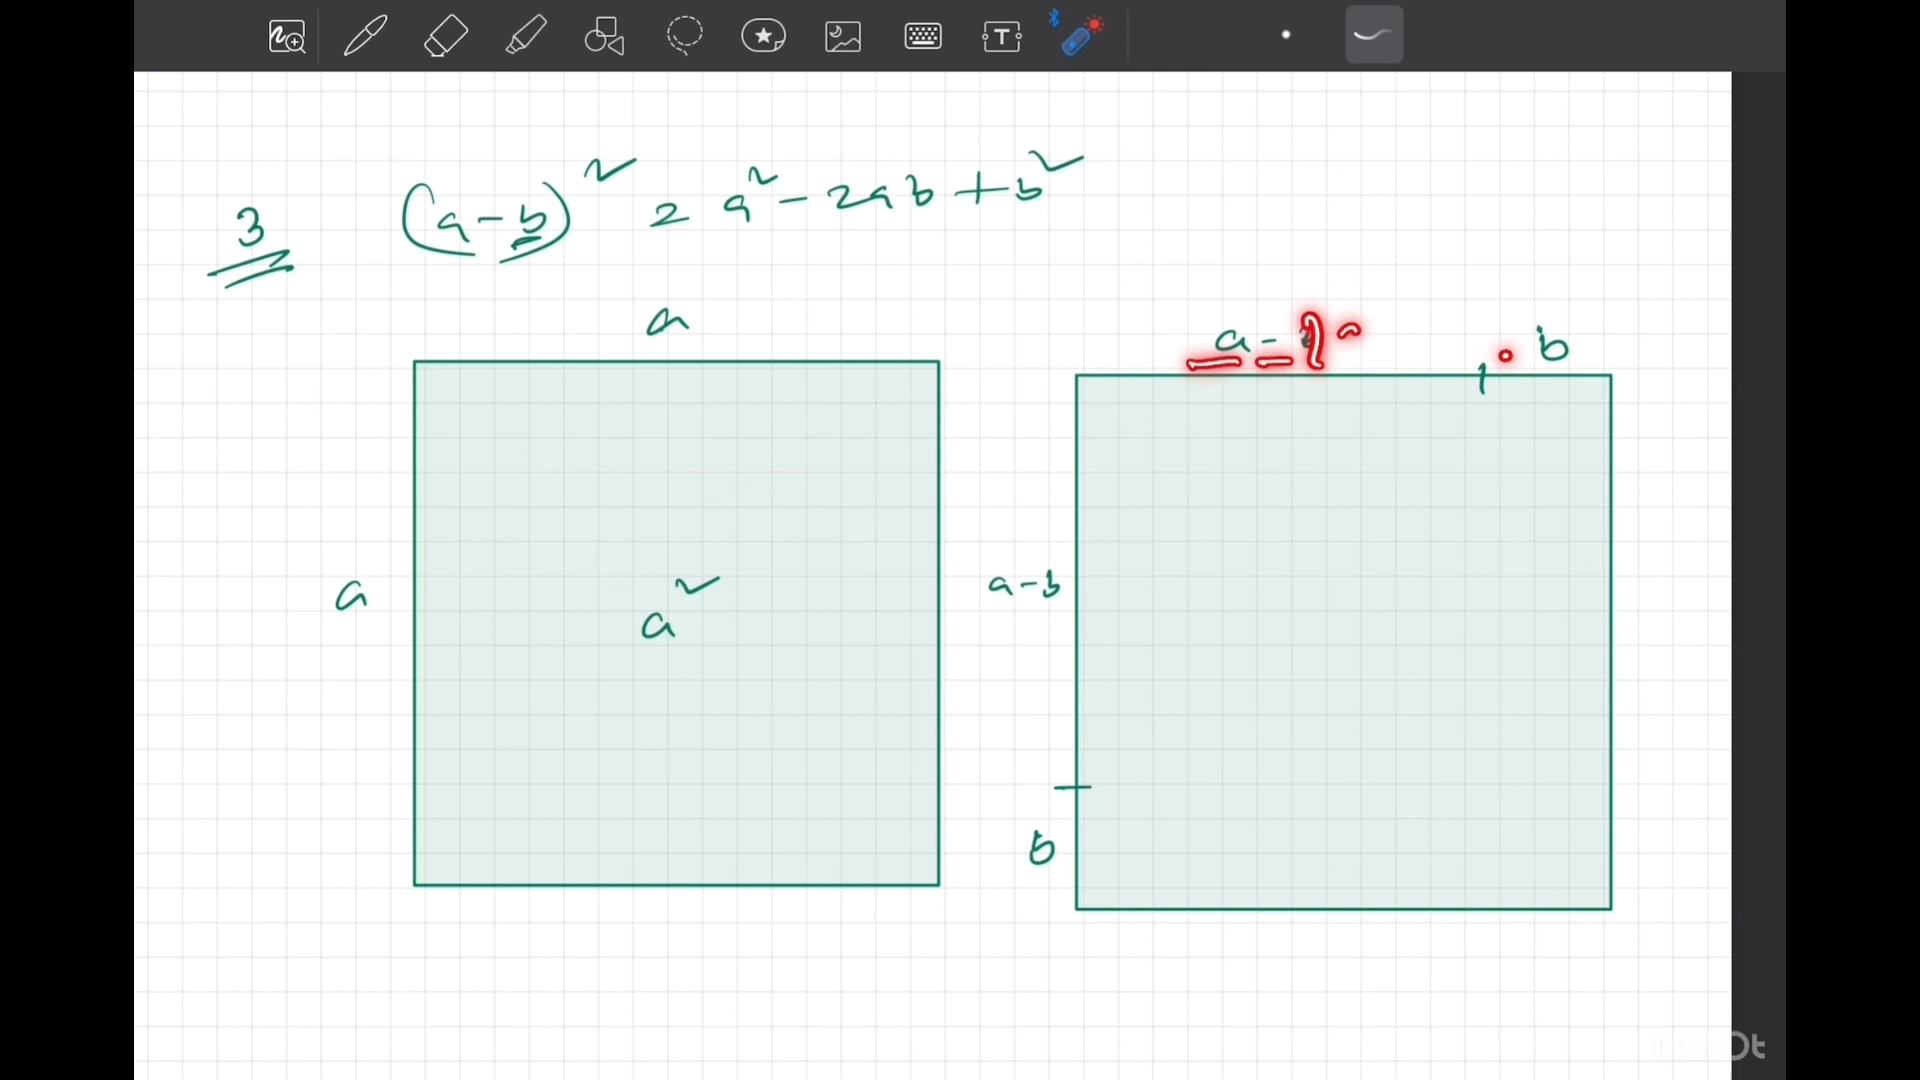 3 (a-b)² = a² - 2ab + b²
a
a - b
b
a
a²
a-b
b